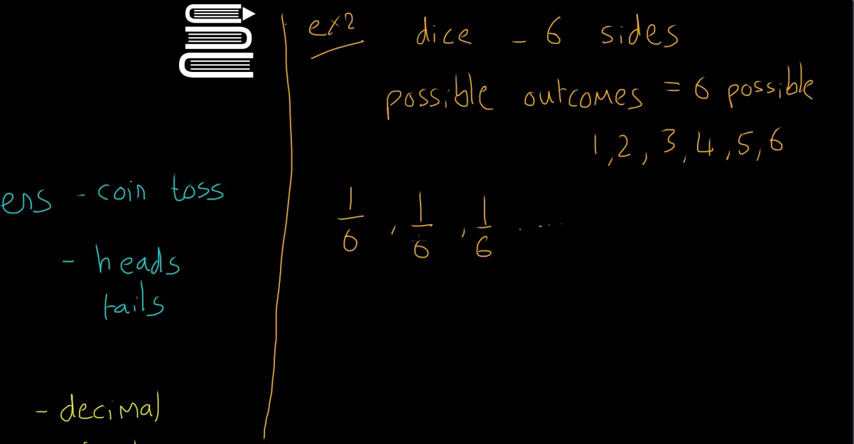 ens - coin toss
- heads
tails
- decimal
ex2 dice - 6 sides
possible outcomes = 6 possible
1, 2, 3, 4, 5, 6
1/6, 1/6, 1/6 .....